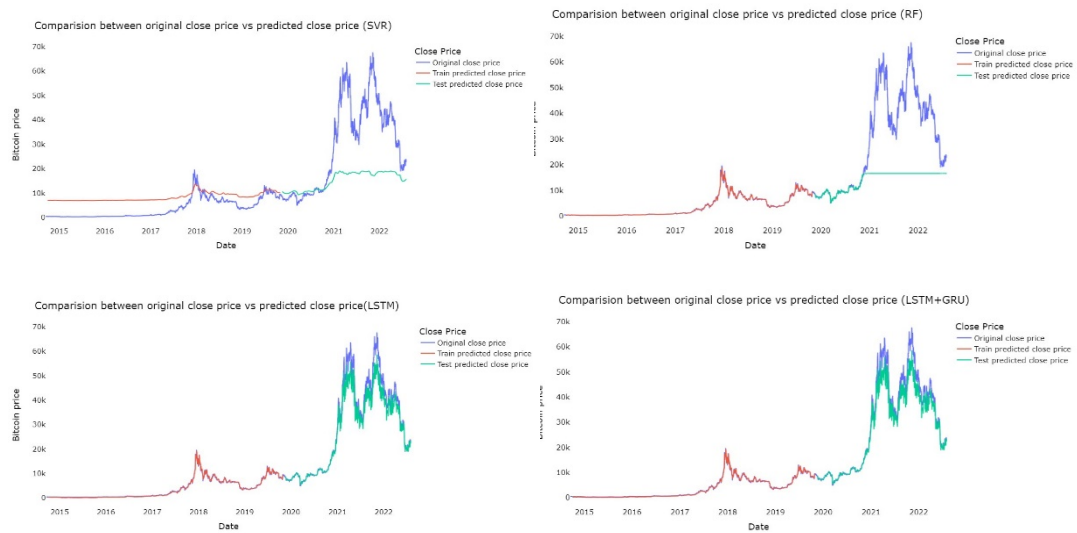 Comparision between original close price vs predicted close price (SVR)
Close Price
Original close price
Train predicted close price
Test predicted close price
70k
60k
50k
40k
30k
20k
10k
0
Bitcoin price
2015 2016 2017 2018 2019 2020 2021 2022
Date
Comparision between original close price vs predicted close price (RF)
Close Price
Original close price
Train predicted close price
Test predicted close price
70k
60k
50k
40k
30k
20k
10k
0
Bitcoin price
2015 2016 2017 2018 2019 2020 2021 2022
Date
Comparision between original close price vs predicted close price(LSTM)
Close Price
Original close price
Train predicted close price
Test predicted close price
70k
60k
50k
40k
30k
20k
10k
0
Bitcoin price
2015 2016 2017 2018 2019 2020 2021 2022
Date
Comparision between original close price vs predicted close price (LSTM+GRU)
Close Price
Original close price
Train predicted close price
Test predicted close price
70k
60k
50k
40k
30k
20k
10k
0
Bitcoin price
2015 2016 2017 2018 2019 2020 2021 2022
Date